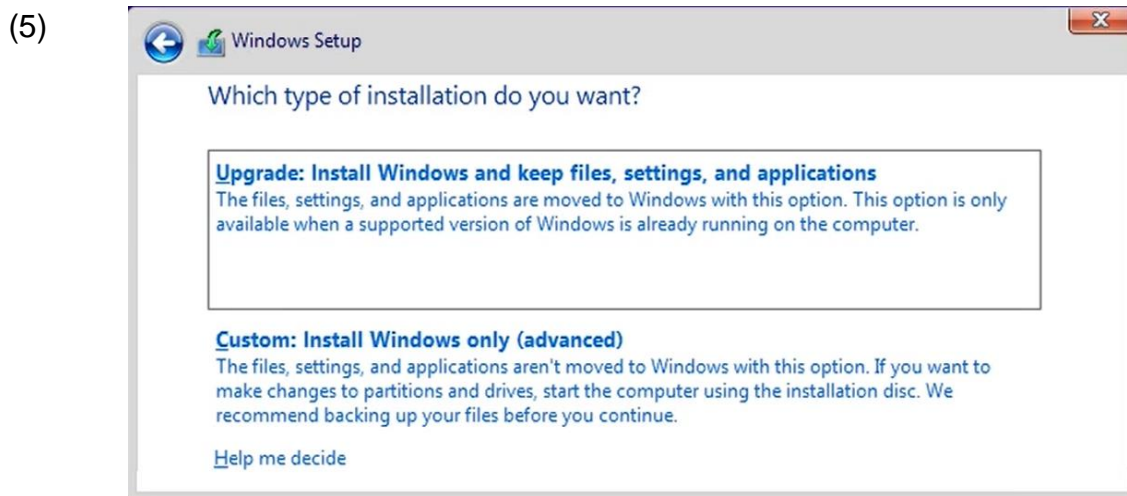 (5)
Windows Setup
Which type of installation do you want?
Upgrade: Install Windows and keep files, settings, and applications
The files, settings, and applications are moved to Windows with this option. This option is only
available when a supported version of Windows is already running on the computer.
Custom: Install Windows only (advanced)
The files, settings, and applications aren't moved to Windows with this option. If you want to
make changes to partitions and drives, start the computer using the installation disc. We
recommend backing up your files before you continue.
Help me decide